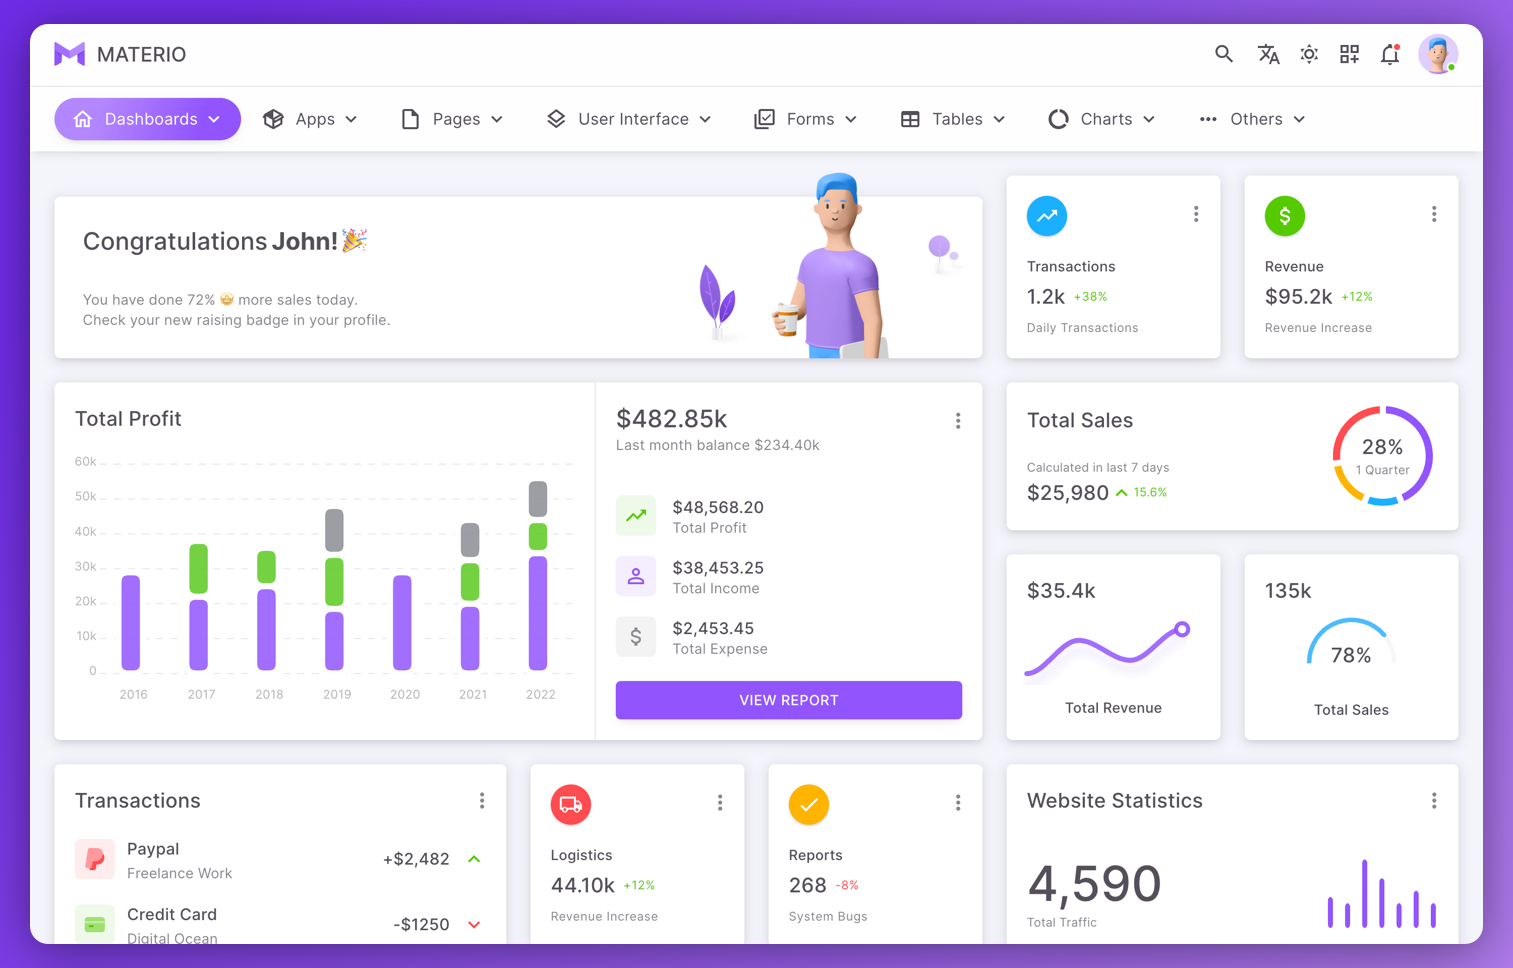 MATERIO
Dashboards
Apps
Pages
User Interface
Forms
Tables
Charts
Others
Congratulations John! 🎉
You have done 72% 🤩 more sales today.
Check your new raising badge in your profile.
Transactions
1.2k +38%
Daily Transactions
$
Revenue
$95.2k +12%
Revenue Increase
Total Profit
60k
50k
40k
30k
20k
10k
0
2016 2017 2018 2019 2020 2021 2022
$482.85k
Last month balance $234.40k
$48,568.20
Total Profit
$38,453.25
Total Income
$
$2,453.45
Total Expense
VIEW REPORT
Total Sales
Calculated in last 7 days
$25,980 15.6%
28%
1 Quarter
$35.4k
Total Revenue
135k
78%
Total Sales
Transactions
Paypal
Freelance Work
+$2,482
Credit Card
Digital Ocean
-$1250
Logistics
44.10k +12%
Revenue Increase
Reports
268 -8%
System Bugs
Website Statistics
4,590
Total Traffic